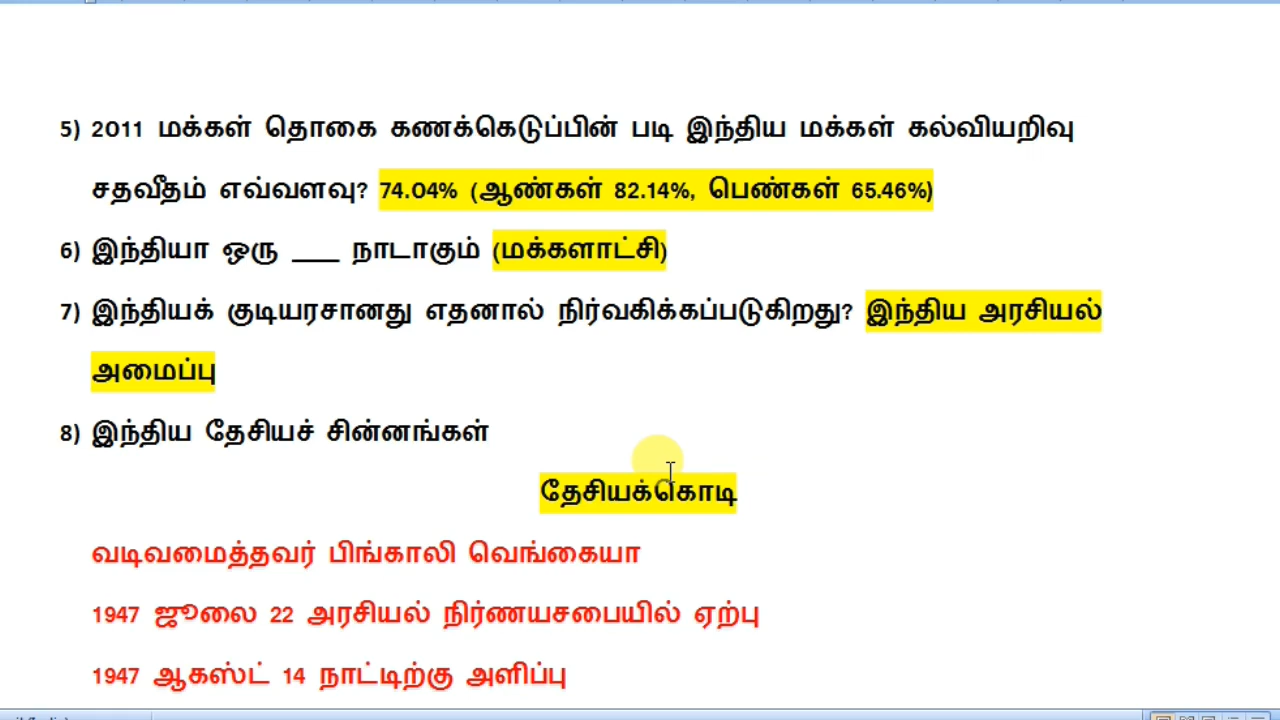 5) 2011 மக்கள் தொகை கணக்கெடுப்பின் படி இந்திய மக்கள் கல்வியறிவு
சதவீதம் எவ்வளவு? 74.04% (ஆண்கள் 82.14%, பெண்கள் 65.46%)
6) இந்தியா ஒரு ____ நாடாகும் (மக்களாட்சி)
7) இந்தியக் குடியரசானது எதனால் நிர்வகிக்கப்படுகிறது? இந்திய அரசியல்
அமைப்பு
8) இந்திய தேசியச் சின்னங்கள்
தேசியக்கொடி
வடிவமைத்தவர் பிங்காலி வெங்கையா
1947 ஜூலை 22 அரசியல் நிர்ணயசபையில் ஏற்பு
1947 ஆகஸ்ட் 14 நாட்டிற்கு அளிப்பு